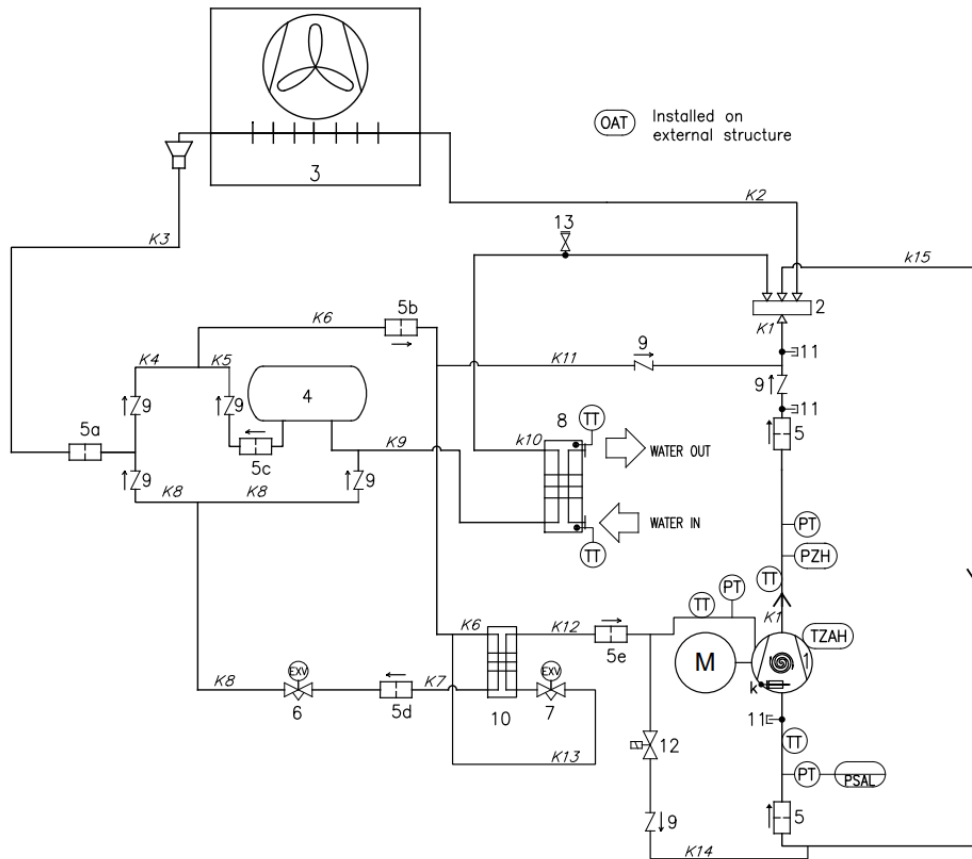 OAT
Installed on
external structure
3
K2
13
K3
k15
5b
K6
2
K1
11
K4
K5
K11
9
9
4
9
9
11
8
TT
5
5a
5c
K9
k10
WATER OUT
9
K8
K8
9
WATER IN
PT
TT
PZH
TT
PT
K1
TT
K6
K12
5e
M
TZAH
1
k
EXV
K8
K7
EXV
6
5d
10
7
11
12
TT
K13
PT
PSAL
9
5
K14